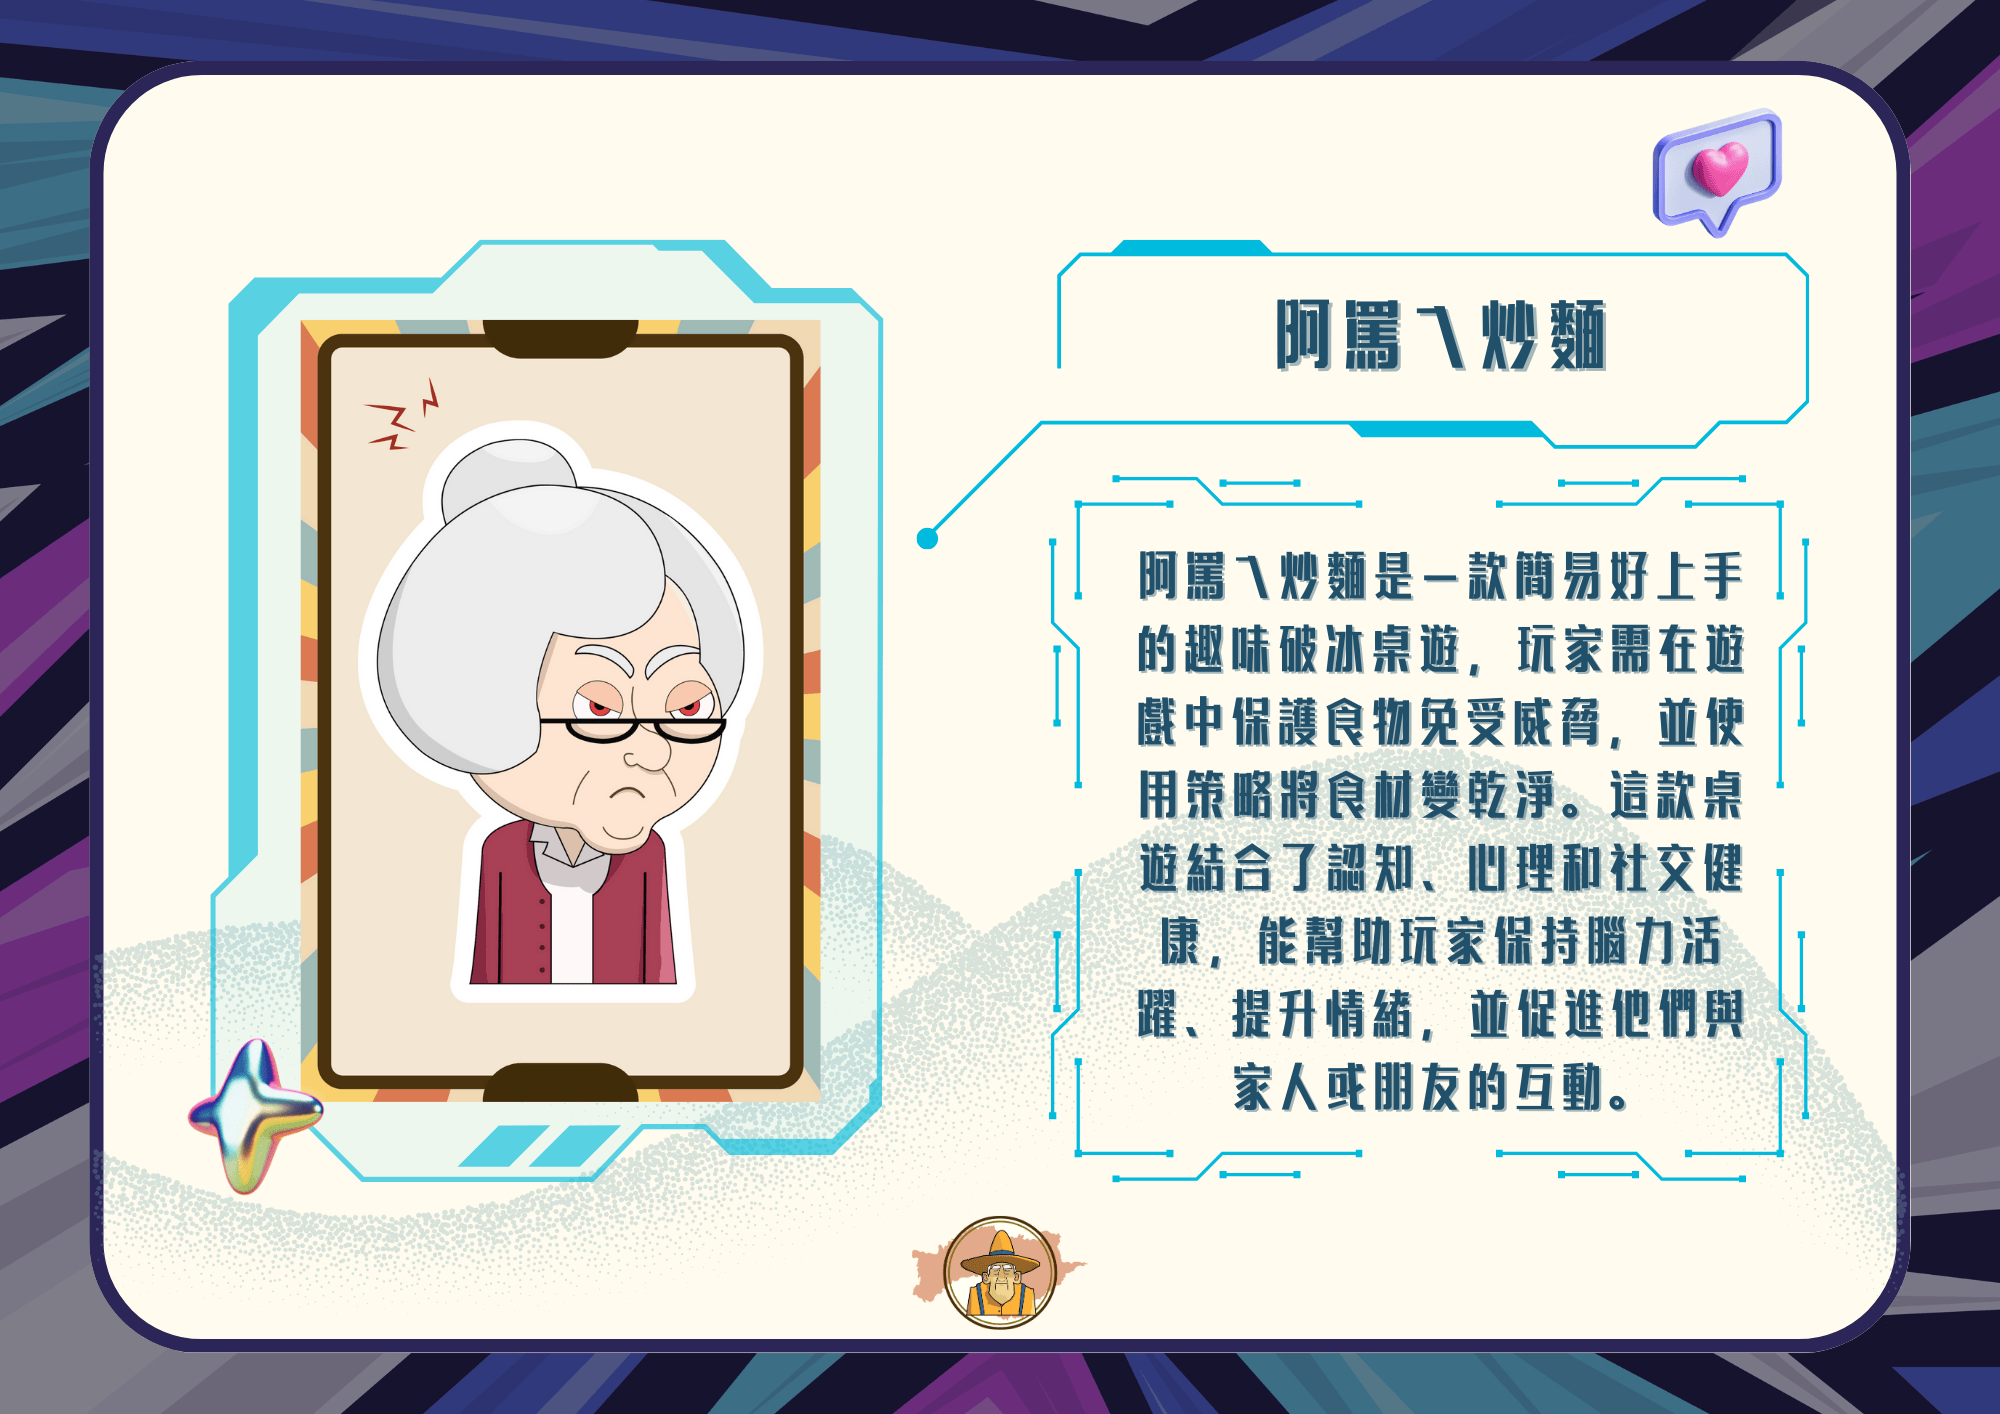 阿罵ㄟ炒麵
阿罵ㄟ炒麵是一款簡易好上手
的趣味破冰桌遊，玩家需在遊
戲中保護食物免受威脅，並使
用策略將食材變乾淨。這款桌
遊結合了認知、心理和社交健
康，能幫助玩家保持腦力活
躍、提升情緒，並促進他們與
家人或朋友的互動。